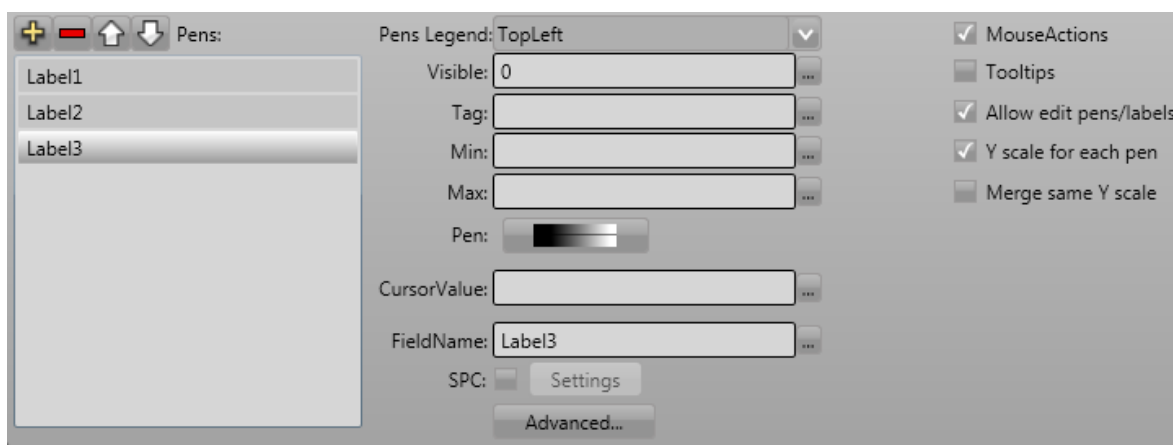 Pens:
Label1
Label2
Label3
Pens Legend: TopLeft
Visible: 0 ...
Tag: ...
Min: ...
Max: ...
Pen:
CursorValue: ...
FieldName: Label3 ...
SPC: Settings
Advanced...
MouseActions
Tooltips
Allow edit pens/labels
Y scale for each pen
Merge same Y scale